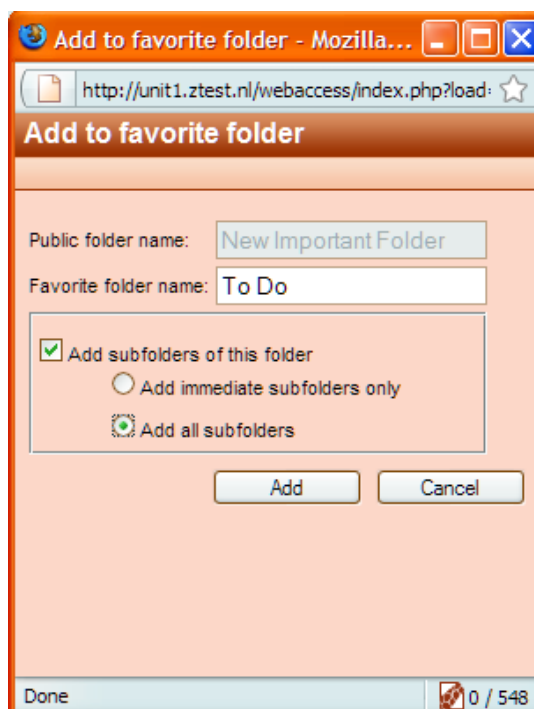 Add to favorite folder - Mozilla...
http://unit1.ztest.nl/webaccess/index.php?load=
Add to favorite folder
Public folder name: New Important Folder
Favorite folder name: To Do
Add subfolders of this folder
Add immediate subfolders only
Add all subfolders
Add Cancel
Done 0 / 548